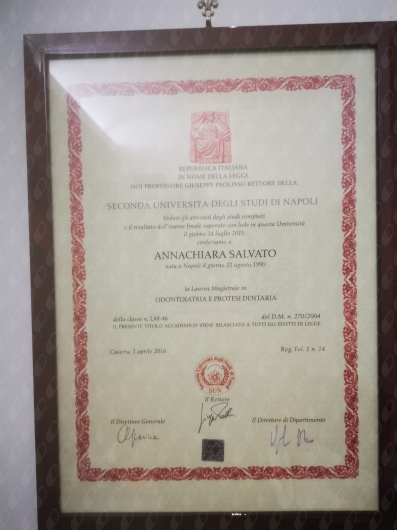 REPUBBLICA ITALIANA
IN NOME DELLA LEGGE
NOI PROFESSORE GIUSEPPE PAOLISSO RETTORE DELLA
SECONDA UNIVERSITÀ DEGLI STUDI DI NAPOLI
Veduti gli attestati degli studi compiuti
e il risultato dell'esame finale superato con lode in questa Università
il giorno 24 luglio 2015
conferiamo a
ANNACHIARA SALVATO
nata a Napoli il giorno 22 agosto 1990
la Laurea Magistrale in
ODONTOIATRIA E PROTESI DENTARIA
della classe n. LM-46 del D.M. n. 270/2004
IL PRESENTE TITOLO ACCADEMICO VIENE RILASCIATO A TUTTI GLI EFFETTI DI LEGGE
Caserta, 1 aprile 2016 Reg. Fol. 1 n. 14
SUN
Il Rettore
Il Direttore Generale Il Direttore di Dipartimento